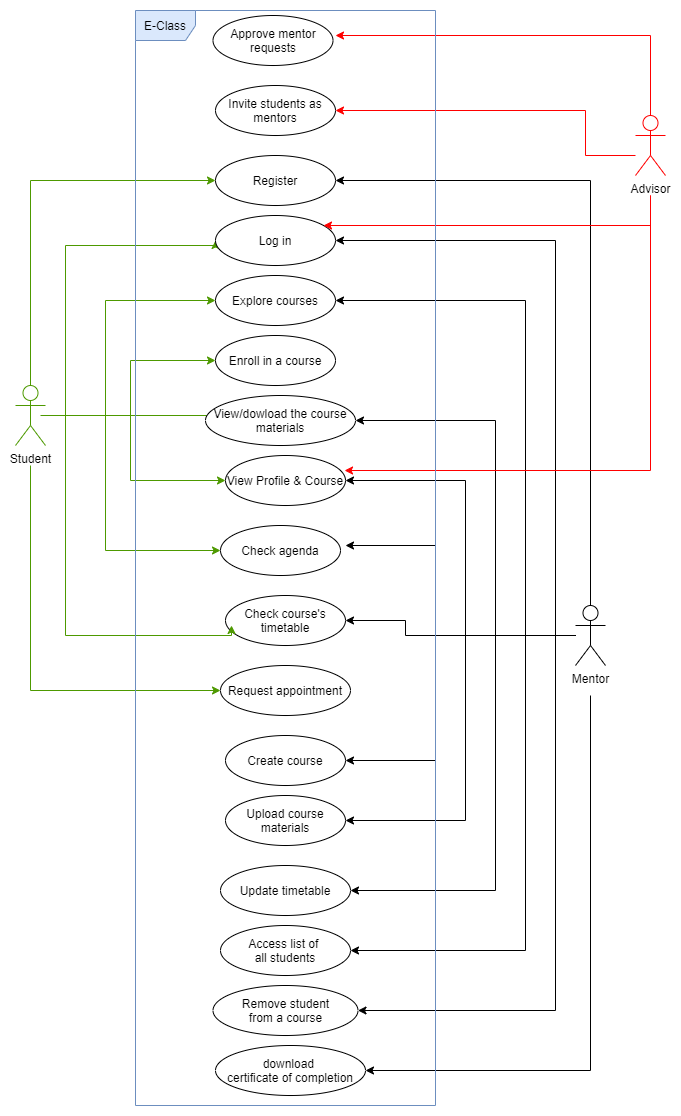 E-Class
Approve mentor
requests
Invite students as
mentors
Advisor
Register
Log in
Explore courses
Enroll in a course
View/dowload the course
materials
Student
View Profile & Course
Check agenda
Check course's
timetable
Mentor
Request appointment
Create course
Upload course
materials
Update timetable
Access list of
all students
Remove student
from a course
download
certificate of completion